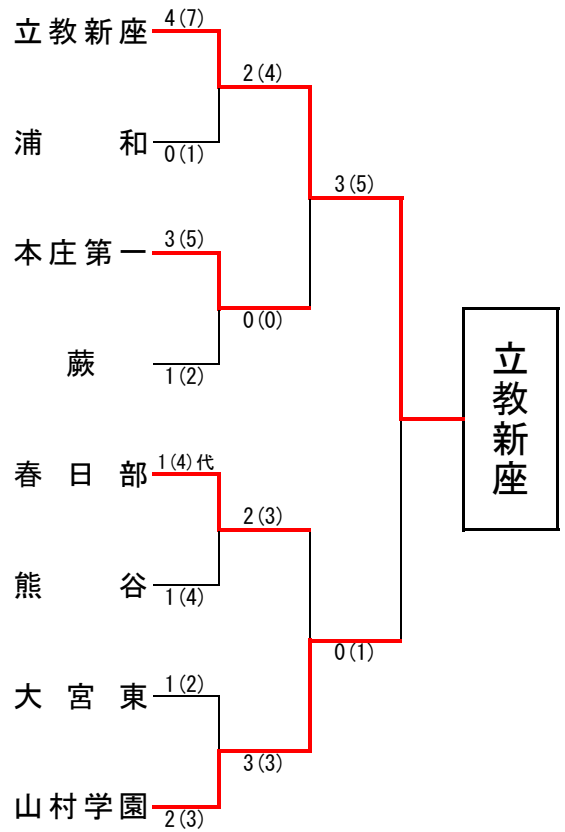 立教新座 4(7)
2(4)
浦和 0(1)
3(5)
本庄第一 3(5)
0(0)
蕨 1(2)
立教新座
春日部 1(4)代
2(3)
熊谷 1(4)
0(1)
大宮東 1(2)
3(3)
山村学園 2(3)